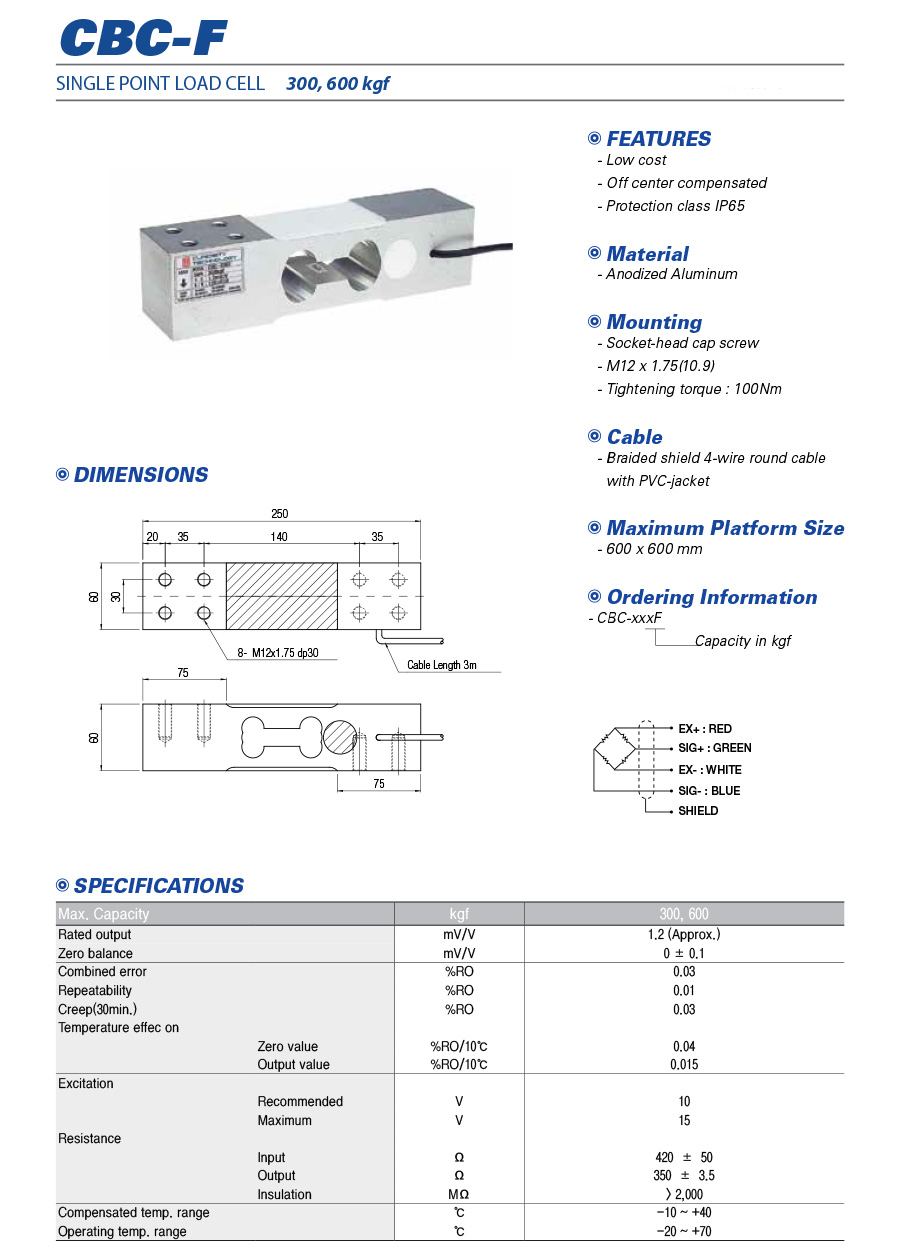 CBC-F
SINGLE POINT LOAD CELL 300, 600 kgf
FEATURES
- Low cost
- Off center compensated
- Protection class IP65
Material
- Anodized Aluminum
Mounting
- Socket-head cap screw
- M12 x 1.75(10.9)
- Tightening torque : 100Nm
Cable
- Braided shield 4-wire round cable
with PVC-jacket
Maximum Platform Size
- 600 x 600 mm
Ordering Information
- CBC-xxxF
Capacity in kgf
DIMENSIONS
250
20 35 140 35
60
30
8- M12x1.75 dp30
Cable Length 3m
75
60
75
EX+ : RED
SIG+ : GREEN
EX- : WHITE
SIG- : BLUE
SHIELD
SPECIFICATIONS
Max. Capacity kgf 300, 600
Rated output mV/V 1.2 (Approx.)
Zero balance mV/V 0 ± 0.1
Combined error %RO 0.03
Repeatability %RO 0.01
Creep(30min.) %RO 0.03
Temperature effec on
Zero value %RO/10℃ 0.04
Output value %RO/10℃ 0.015
Excitation
Recommended V 10
Maximum V 15
Resistance
Input Ω 420 ± 50
Output Ω 350 ± 3.5
Insulation MΩ > 2,000
Compensated temp. range ℃ -10 ~ +40
Operating temp. range ℃ -20 ~ +70